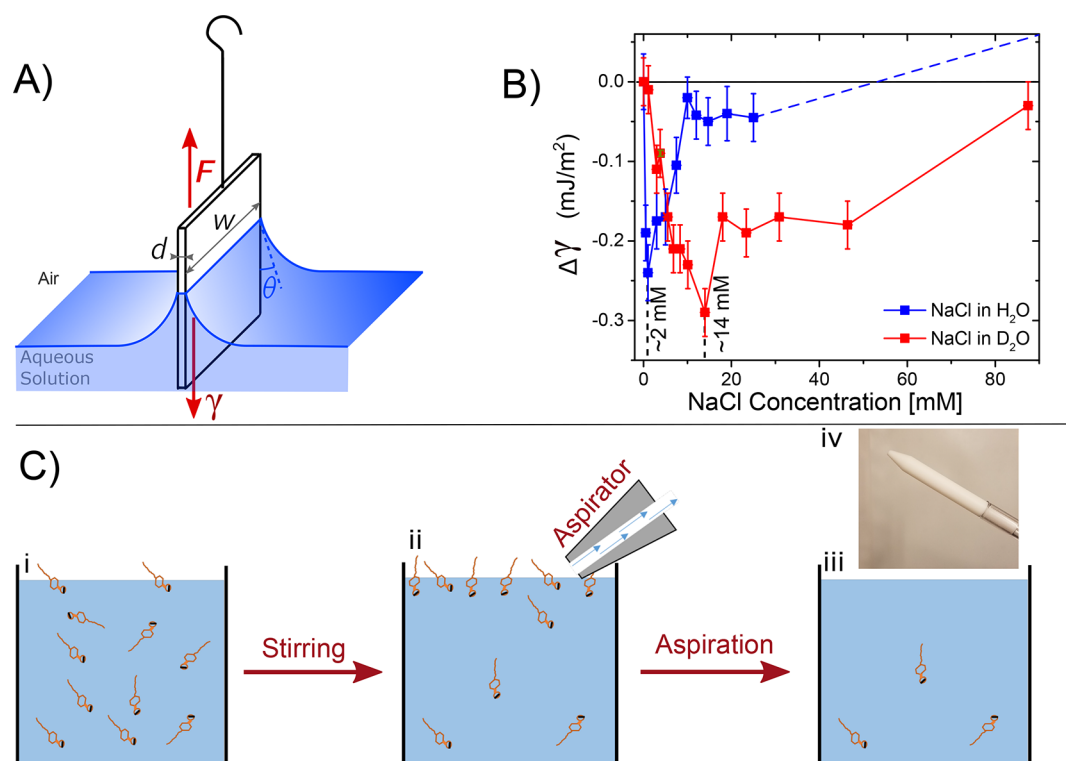 A)
F
w
d
θ
Air
Aqueous
Solution
γ
B)
Δγ (mJ/m²)
0.0
-0.1
-0.2
-0.3
~2 mM
~14 mM
NaCl in H₂O
NaCl in D₂O
0 20 40 60 80
NaCl Concentration [mM]
C)
i
Stirring
ii
Aspirator
Aspiration
iii
iv